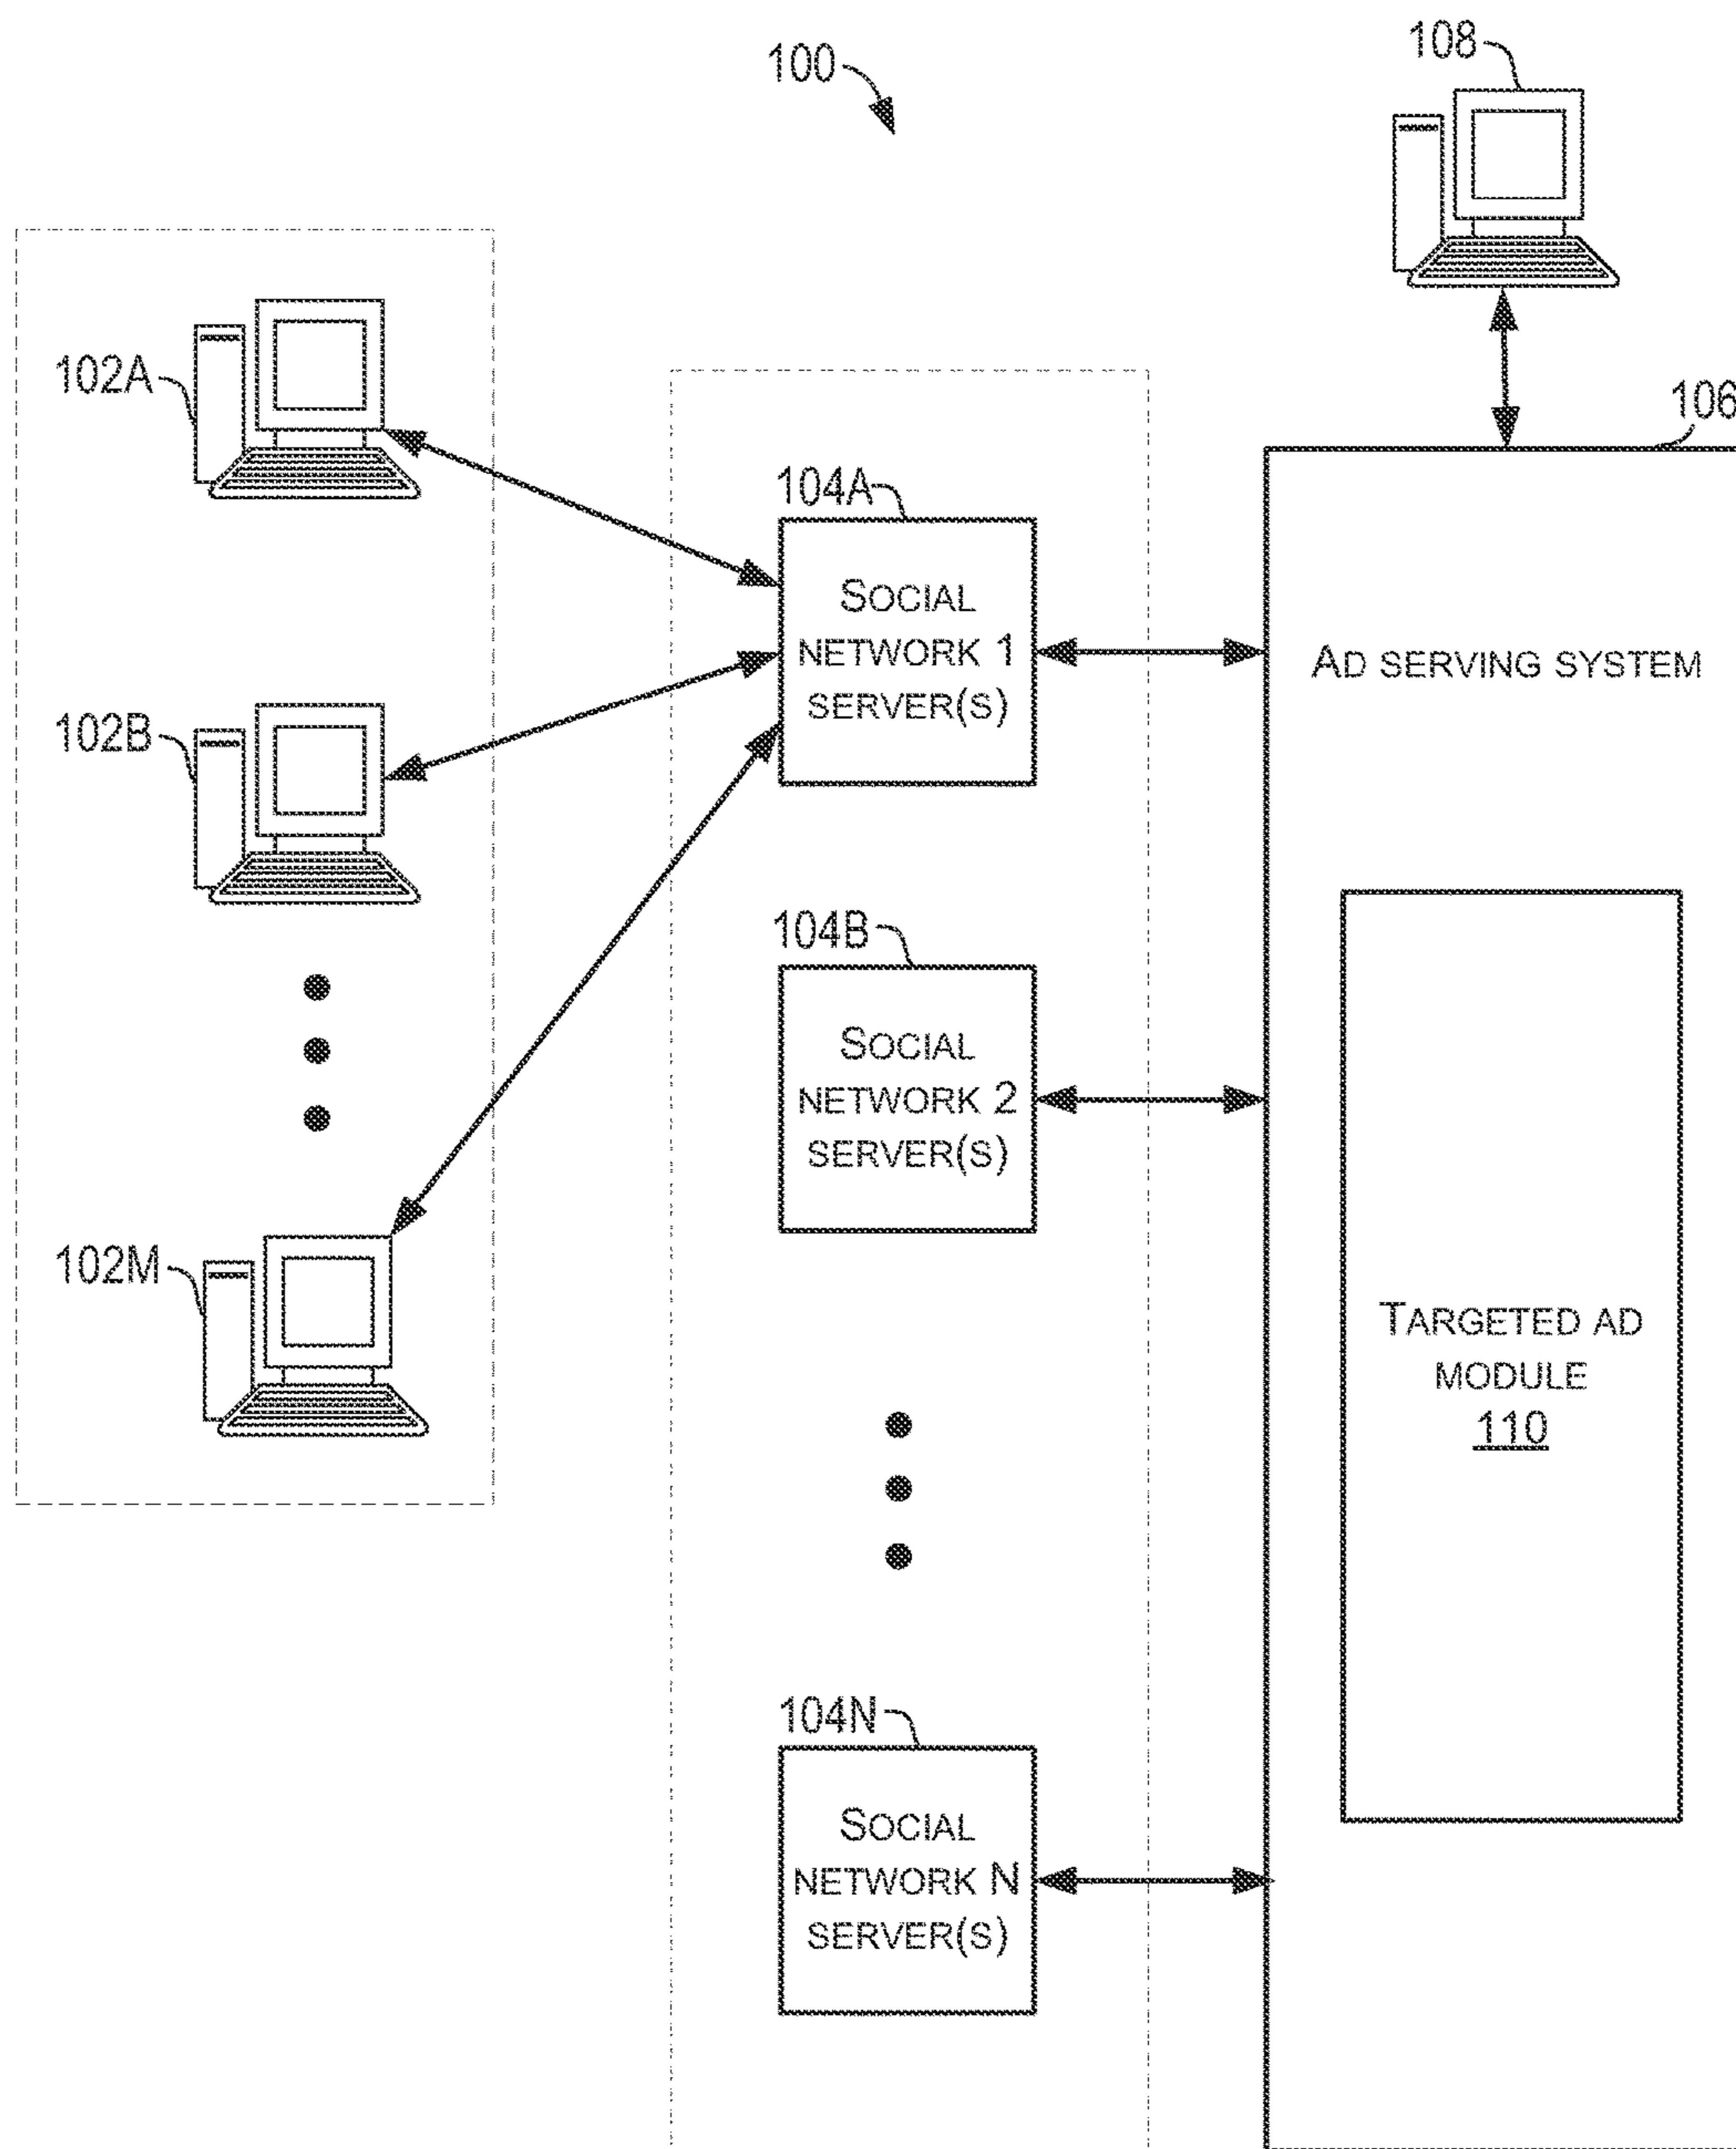 100
108
102A
106
104A
SOCIAL
NETWORK 1
SERVER(S)
AD SERVING SYSTEM
102B
104B
SOCIAL
NETWORK 2
SERVER(S)
102M
TARGETED AD
MODULE
110
104N
SOCIAL
NETWORK N
SERVER(S)